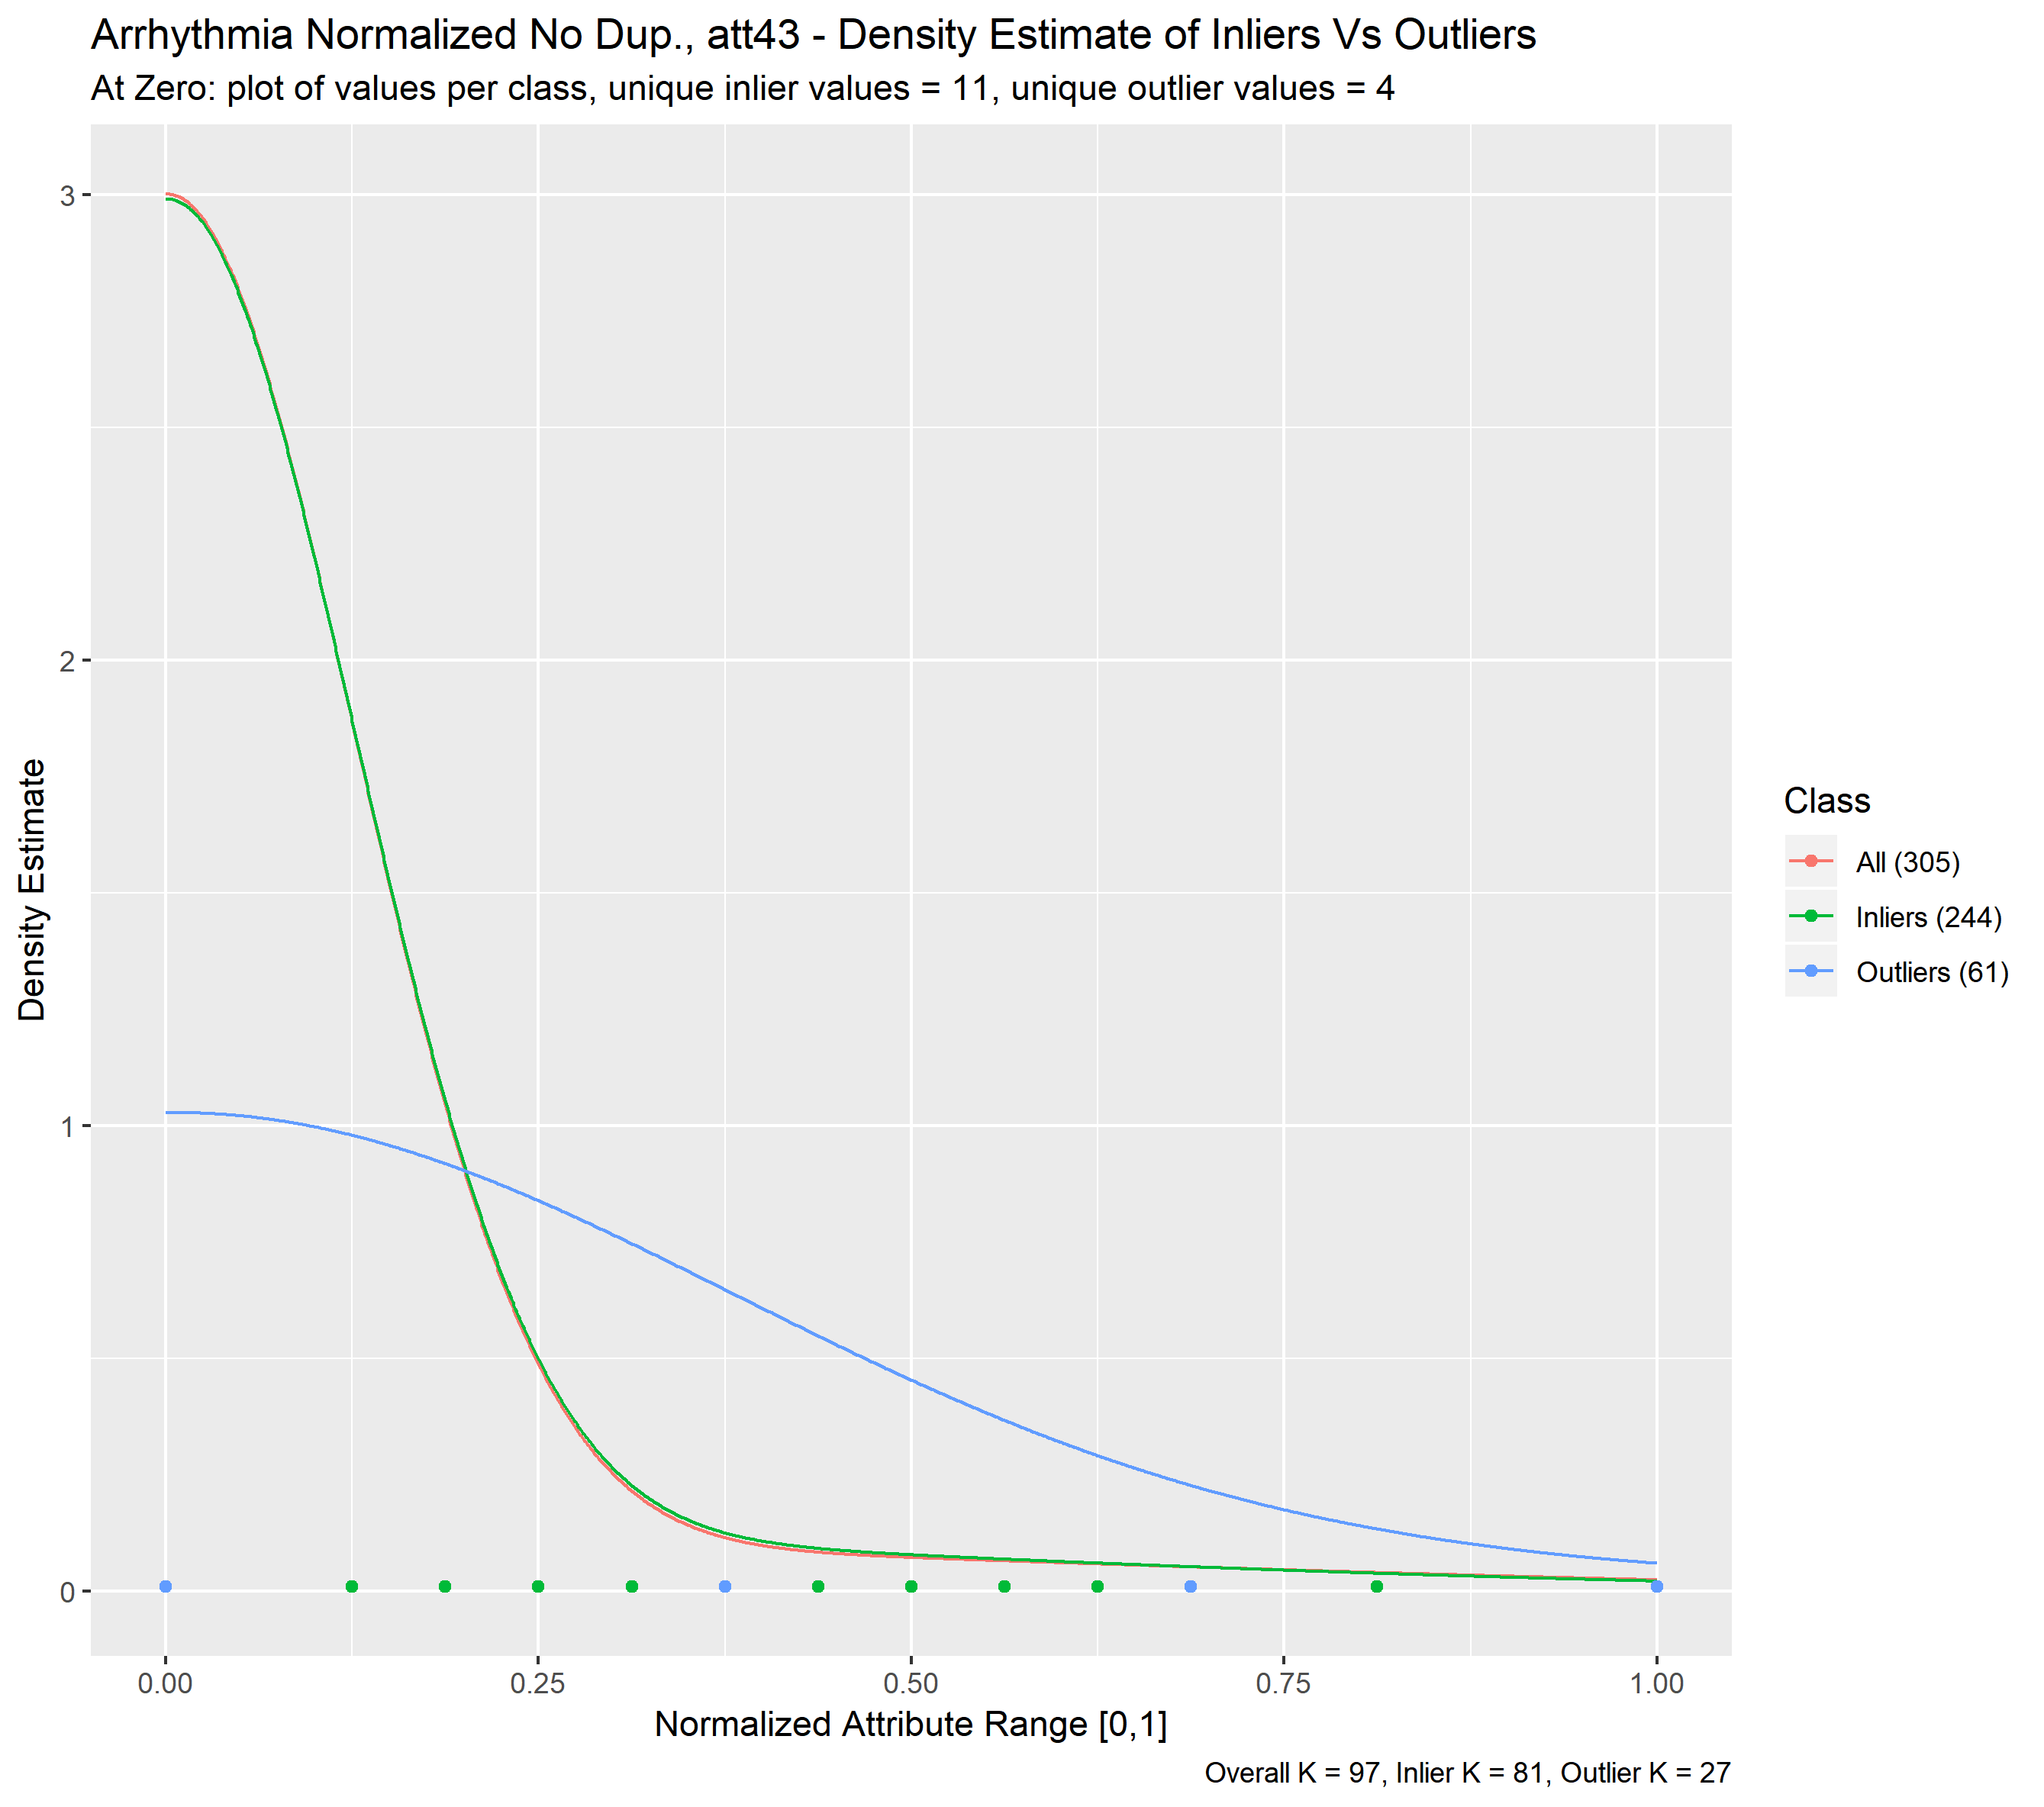 Arrhythmia Normalized No Dup., att43 - Density Estimate of Inliers Vs Outliers
At Zero: plot of values per class, unique inlier values = 11, unique outlier values = 4
3
2
1
0
Density Estimate
0.00 0.25 0.50 0.75 1.00
Normalized Attribute Range [0,1]
Class
All (305)
Inliers (244)
Outliers (61)
Overall K = 97, Inlier K = 81, Outlier K = 27